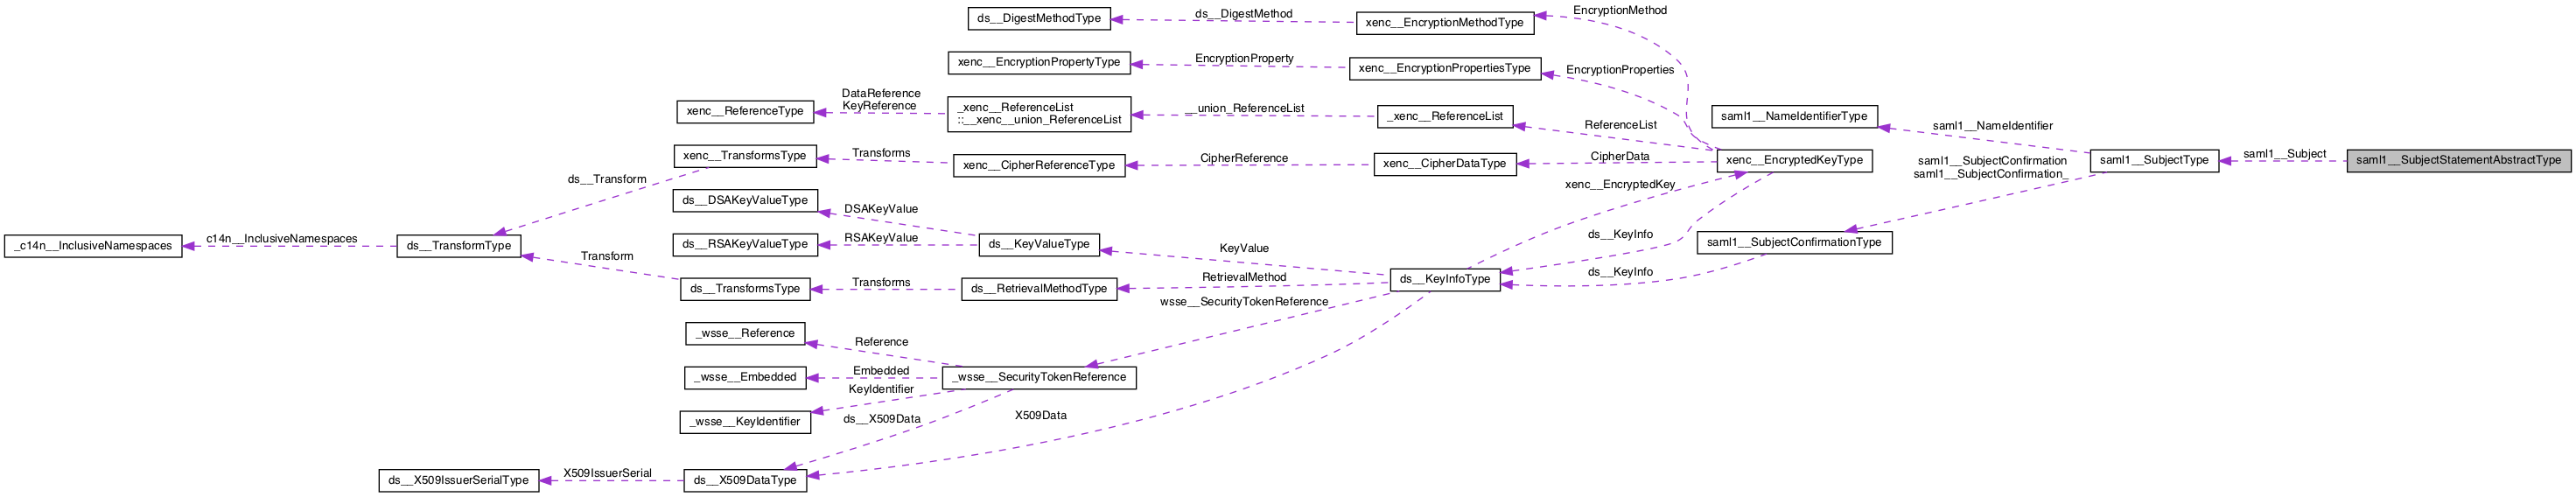 ds__DigestMethodType
ds__DigestMethod
xenc__EncryptionMethodType
EncryptionMethod
xenc__EncryptionPropertyType
EncryptionProperty
xenc__EncryptionPropertiesType
EncryptionProperties
xenc__ReferenceType
DataReference
KeyReference
_xenc__ReferenceList
::__xenc__union_ReferenceList
__union_ReferenceList
_xenc__ReferenceList
ReferenceList
saml1__NameIdentifierType
saml1__NameIdentifier
xenc__TransformsType
Transforms
xenc__CipherReferenceType
CipherReference
xenc__CipherDataType
CipherData
xenc__EncryptedKeyType
saml1__SubjectConfirmation
saml1__SubjectConfirmation_
saml1__SubjectType
saml1__Subject
saml1__SubjectStatementAbstractType
ds__Transform
xenc__EncryptedKey
ds__DSAKeyValueType
DSAKeyValue
_c14n__InclusiveNamespaces
c14n__InclusiveNamespaces
ds__TransformType
ds__RSAKeyValueType
RSAKeyValue
ds__KeyValueType
KeyValue
ds__KeyInfo
saml1__SubjectConfirmationType
Transform
ds__TransformsType
Transforms
ds__RetrievalMethodType
RetrievalMethod
ds__KeyInfoType
ds__KeyInfo
wsse__SecurityTokenReference
_wsse__Reference
Reference
_wsse__Embedded
Embedded
_wsse__SecurityTokenReference
KeyIdentifier
_wsse__KeyIdentifier
ds__X509Data
X509Data
ds__X509IssuerSerialType
X509IssuerSerial
ds__X509DataType